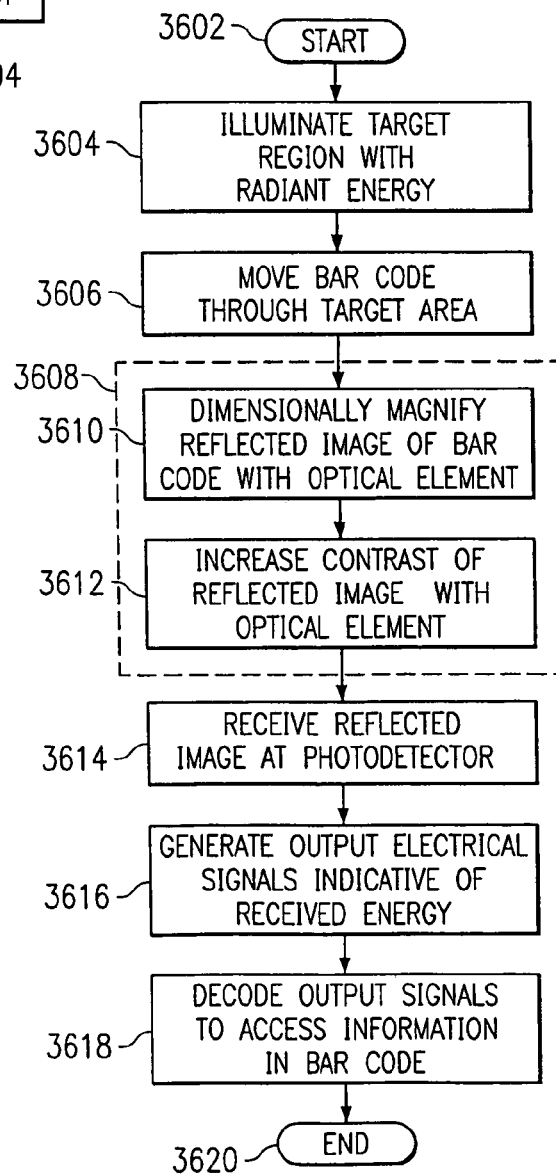 04
3602
START
3604
ILLUMINATE TARGET
REGION WITH
RADIANT ENERGY
3606
MOVE BAR CODE
THROUGH TARGET AREA
3608
3610
DIMENSIONALLY MAGNIFY
REFLECTED IMAGE OF BAR
CODE WITH OPTICAL ELEMENT
3612
INCREASE CONTRAST OF
REFLECTED IMAGE WITH
OPTICAL ELEMENT
3614
RECEIVE REFLECTED
IMAGE AT PHOTODETECTOR
3616
GENERATE OUTPUT ELECTRICAL
SIGNALS INDICATIVE OF
RECEIVED ENERGY
3618
DECODE OUTPUT SIGNALS
TO ACCESS INFORMATION
IN BAR CODE
3620
END